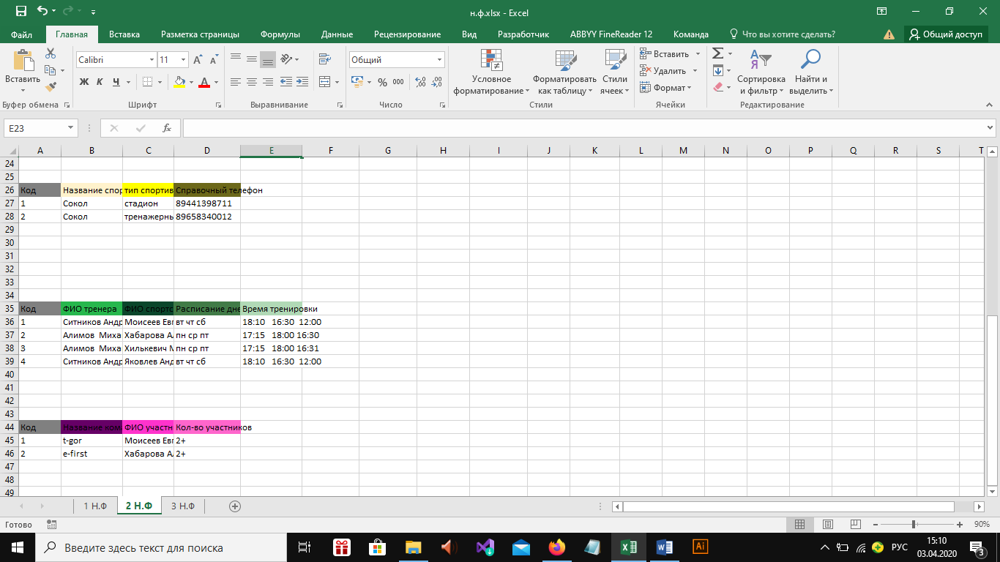 н.ф.xlsx - Excel
Файл Главная Вставка Разметка страницы Формулы Данные Рецензирование Вид Разработчик ABBYY FineReader 12 Команда Что вы хотите сделать? Общий доступ
Calibri 11 Общий Вставить
Вставить Ж К Ч А % 000 Условное форматирование Форматировать как таблицу Стили ячеек Удалить Формат Сортировка и фильтр Найти и выделить
Буфер обмена Шрифт Выравнивание Число Стили Ячейки Редактирование
E23 fx
A B C D E F G H I J K L M N O P Q R S T
24
25
26 Код Название спор тип спортив Справочный телефон
27 1 Сокол стадион 89441398711
28 2 Сокол тренажерны 89658340012
29
30
31
32
33
34
35 Код ФИО тренера ФИО спортс Расписание дне Время тренировки
36 1 Ситников Андр Моисеев Евг вт чт сб 18:10 16:30 12:00
37 2 Алимов Миха Хабарова Ал пн ср пт 17:15 18:00 16:30
38 3 Алимов Миха Хилькевич М пн ср пт 17:15 18:00 16:31
39 4 Ситников Андр Яковлев Анд вт чт сб 18:10 16:30 12:00
40
41
42
43
44 Код Название ком ФИО участн Кол-во участников
45 1 t-gor Моисеев Евг 2+
46 2 e-first Хабарова Ал 2+
47
48
49
1 Н.Ф 2 Н.Ф 3 Н.Ф
Готово 90%
Введите здесь текст для поиска Ai РУС 15:10
03.04.2020 3